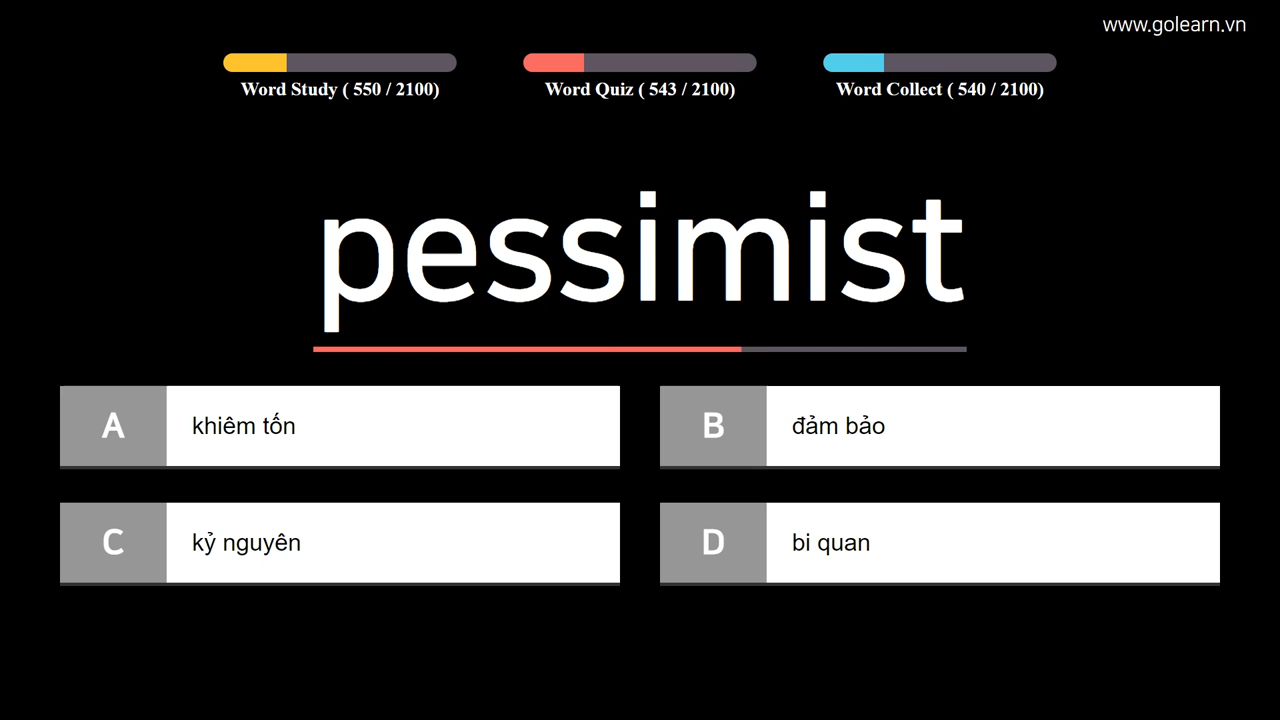 www.golearn.vn
Word Study ( 550 / 2100)
Word Quiz ( 543 / 2100)
Word Collect ( 540 / 2100)
pessimist
A khiêm tốn
B đảm bảo
C kỷ nguyên
D bi quan